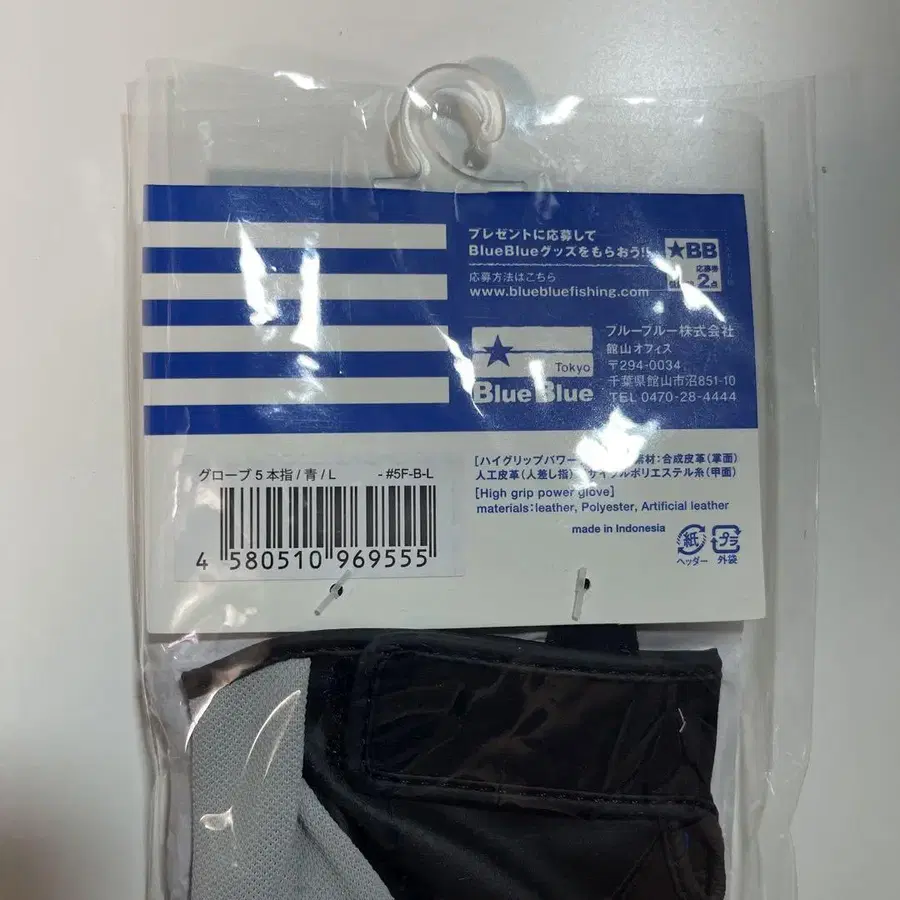 プレゼントに応募して
BlueBlueグッズをもらおう!!
応募方法はこちら
www.bluebluefishing.com
★BB
応募券
2点
Tokyo
BlueBlue
ブルーブルー株式会社
館山オフィス
〒294-0034
千葉県館山市沼851-10
TEL 0470-28-4444
グローブ 5 本指 / 青 / L - #5F-B-L
4 580510 969555
[ハイグリップパワー 素材:合成皮革(掌面)
人工皮革(人差し指) サイクルポリエステル糸(甲面)
[High grip power glove]
materials:leather, Polyester, Artificial leather
made in Indonesia
紙
ヘッダー
プラ
外袋